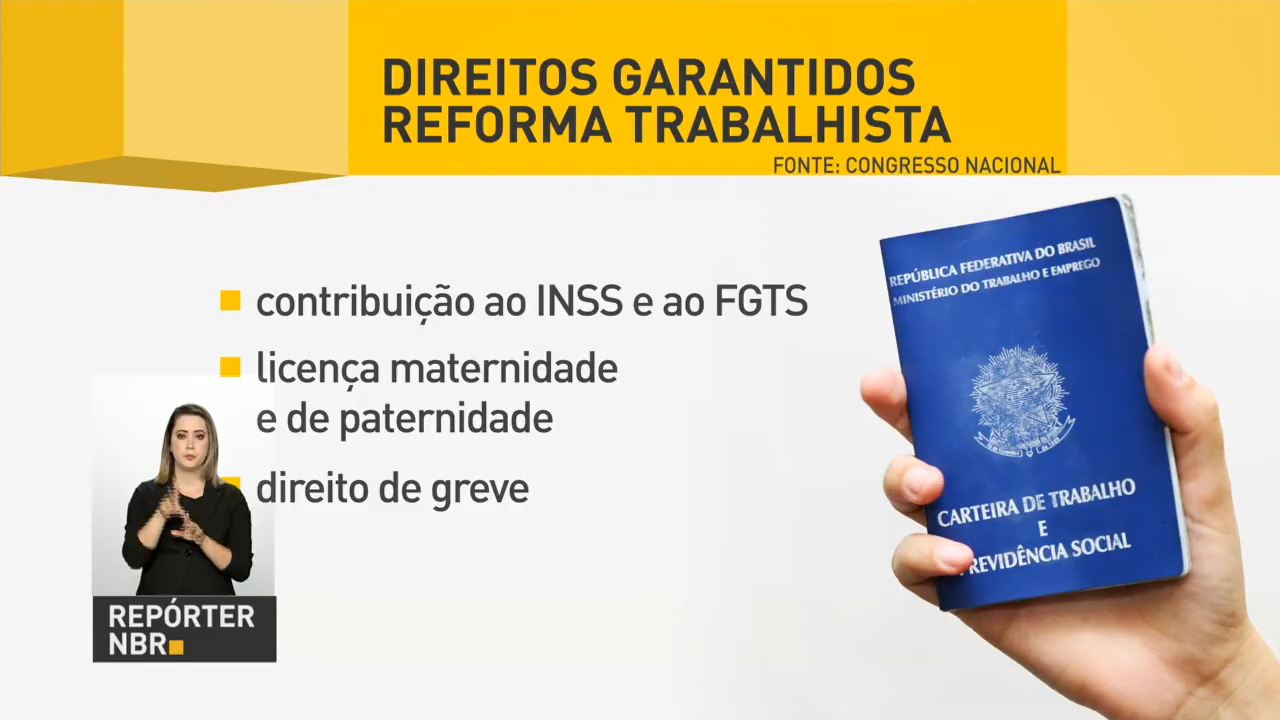 DIREITOS GARANTIDOS
REFORMA TRABALHISTA
FONTE: CONGRESSO NACIONAL
contribuição ao INSS e ao FGTS
licença maternidade
e de paternidade
direito de greve
REPÚBLICA FEDERATIVA DO BRASIL
MINISTÉRIO DO TRABALHO E EMPREGO
CARTEIRA DE TRABALHO
E
PREVIDÊNCIA SOCIAL
REPÓRTER
NBR